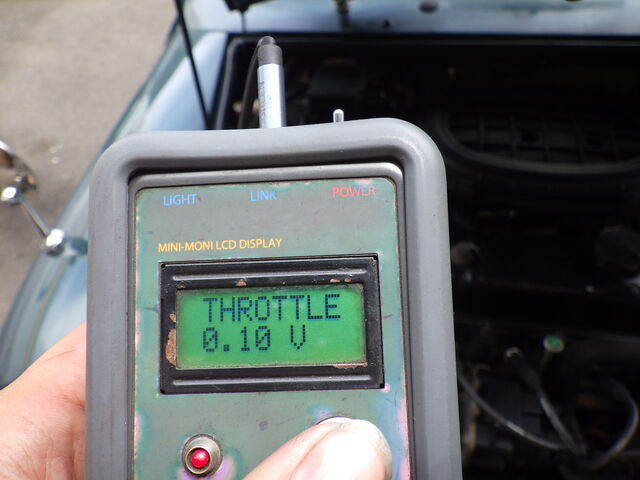 LIGHT LINK POWER
MINI-MONI LCD DISPLAY
THROTTLE
0.10 V